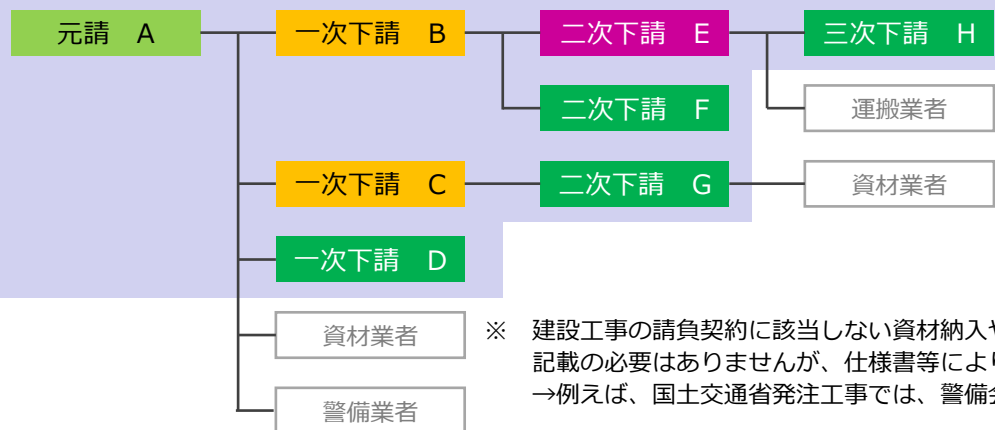 元請 A
一次下請 B
二次下請 E
三次下請 H
二次下請 F
運搬業者
一次下請 C
二次下請 G
資材業者
一次下請 D
資材業者
※ 建設工事の請負契約に該当しない資材納入
記載の必要はありませんが、仕様書等によ
→例えば、国土交通省発注工事では、警備
警備業者